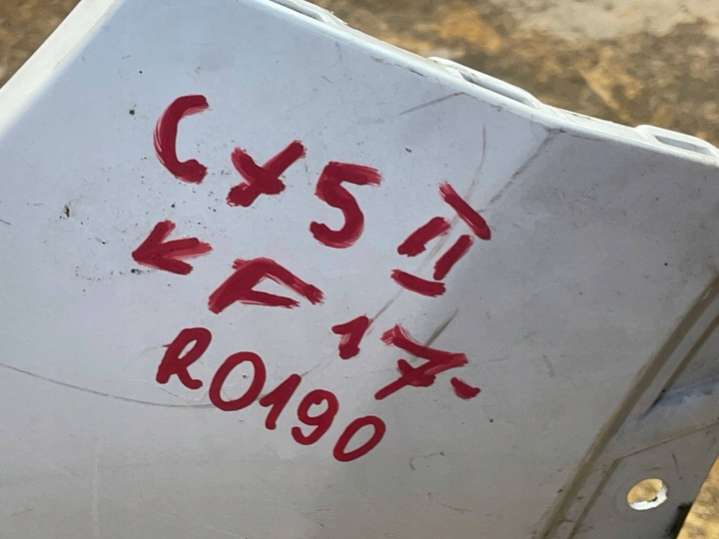 CX5 II
< F 17-
R0190